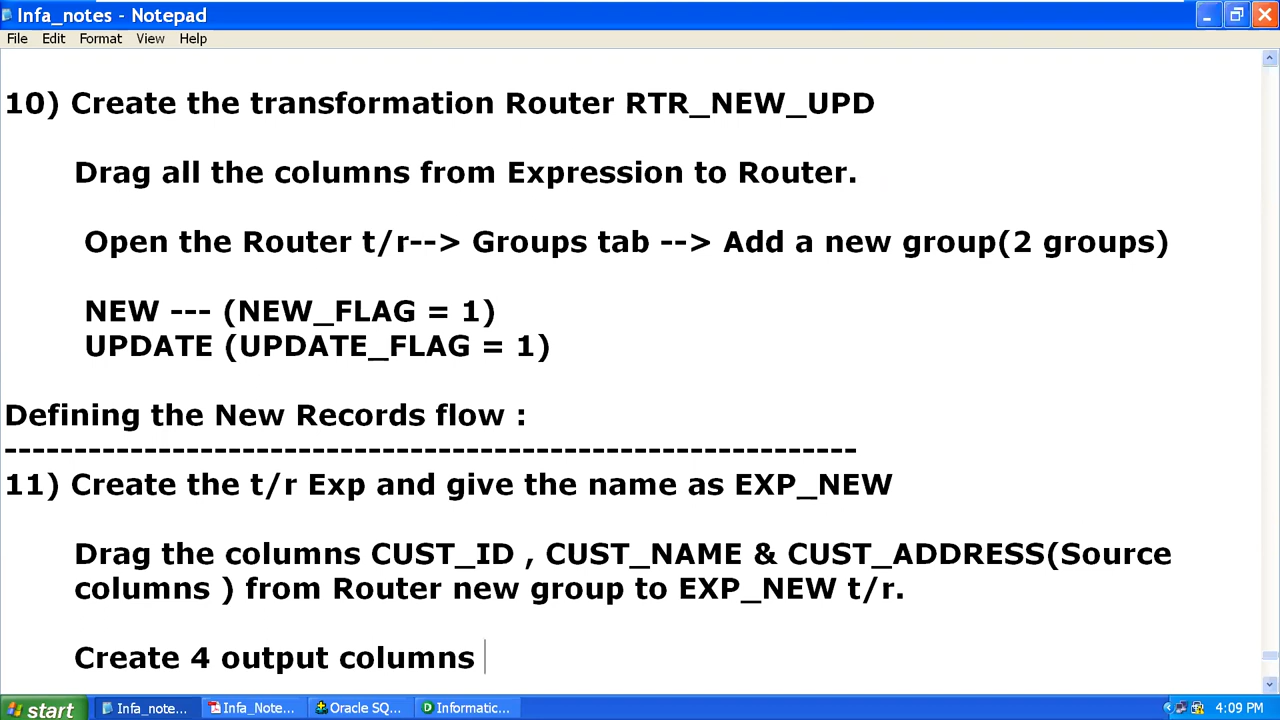 Infa_notes - Notepad
File Edit Format View Help
10) Create the transformation Router RTR_NEW_UPD
Drag all the columns from Expression to Router.
Open the Router t/r--> Groups tab --> Add a new group(2 groups)
NEW --- (NEW_FLAG = 1)
UPDATE (UPDATE_FLAG = 1)
Defining the New Records flow :
-------------------------------------------------------------
11) Create the t/r Exp and give the name as EXP_NEW
Drag the columns CUST_ID , CUST_NAME & CUST_ADDRESS(Source
columns ) from Router new group to EXP_NEW t/r.
Create 4 output columns
start Infa_note... Infa_Note... Oracle SQ... Informatic... 4:09 PM